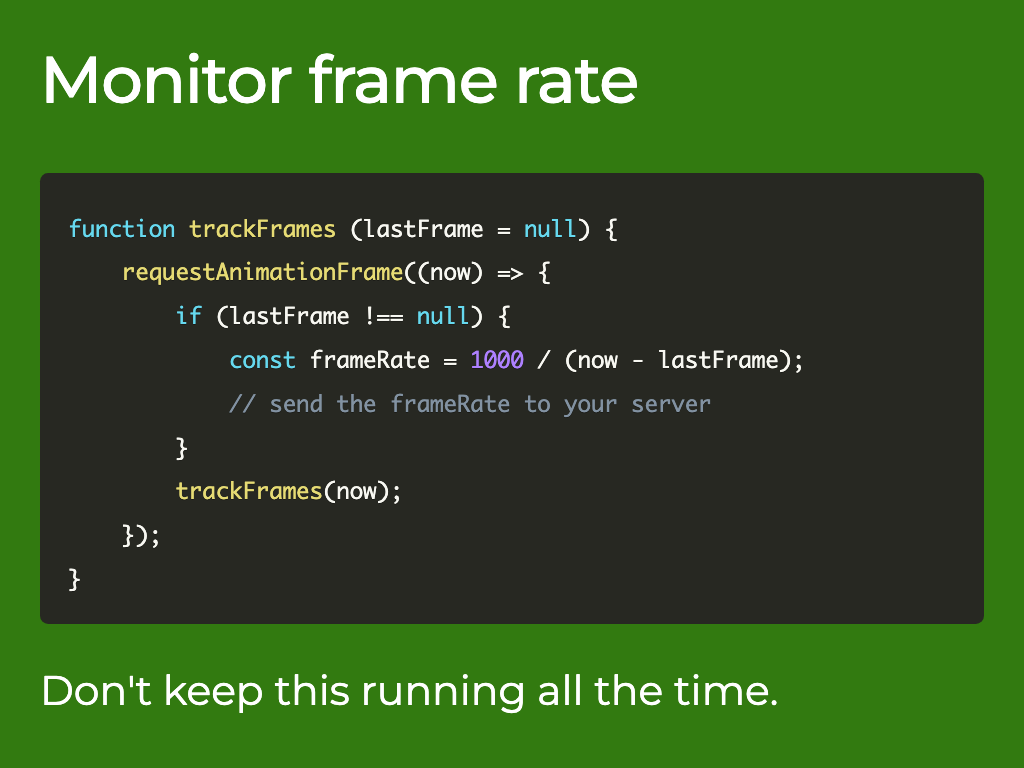 Monitor frame rate
function trackFrames (lastFrame = null) {
    requestAnimationFrame((now) => {
        if (lastFrame !== null) {
            const frameRate = 1000 / (now - lastFrame);
            // send the frameRate to your server
        }
        trackFrames(now);
    });
}
Don't keep this running all the time.